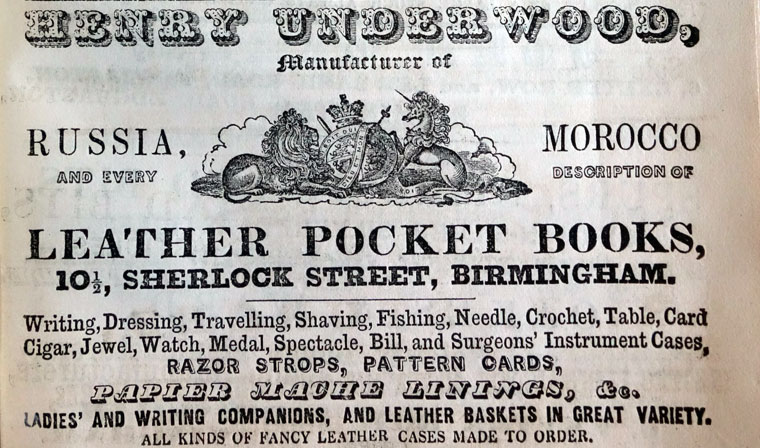 HENRY UNDERWOOD,
Manufacturer of
RUSSIA, MOROCCO
AND EVERY DESCRIPTION OF
LEATHER POCKET BOOKS,
10½, SHERLOCK STREET, BIRMINGHAM.
Writing, Dressing, Travelling, Shaving, Fishing, Needle, Crochet, Table, Card
Cigar, Jewel, Watch, Medal, Spectacle, Bill, and Surgeons' Instrument Cases,
RAZOR STROPS, PATTERN CARDS,
PAPIER MACHE LININGS, &c.
LADIES' AND WRITING COMPANIONS, AND LEATHER BASKETS IN GREAT VARIETY.
ALL KINDS OF FANCY LEATHER CASES MADE TO ORDER.